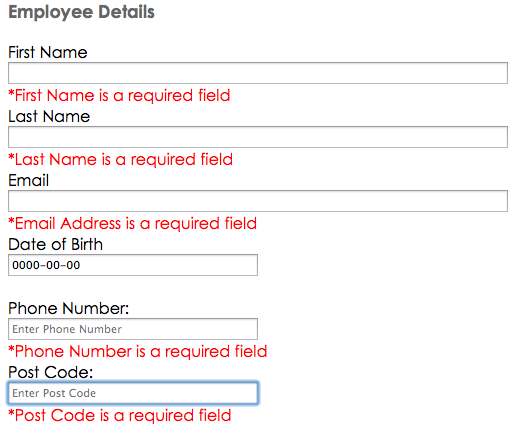 Employee Details
First Name
*First Name is a required field
Last Name
*Last Name is a required field
Email
*Email Address is a required field
Date of Birth
0000-00-00
Phone Number:
Enter Phone Number
*Phone Number is a required field
Post Code:
Enter Post Code
*Post Code is a required field